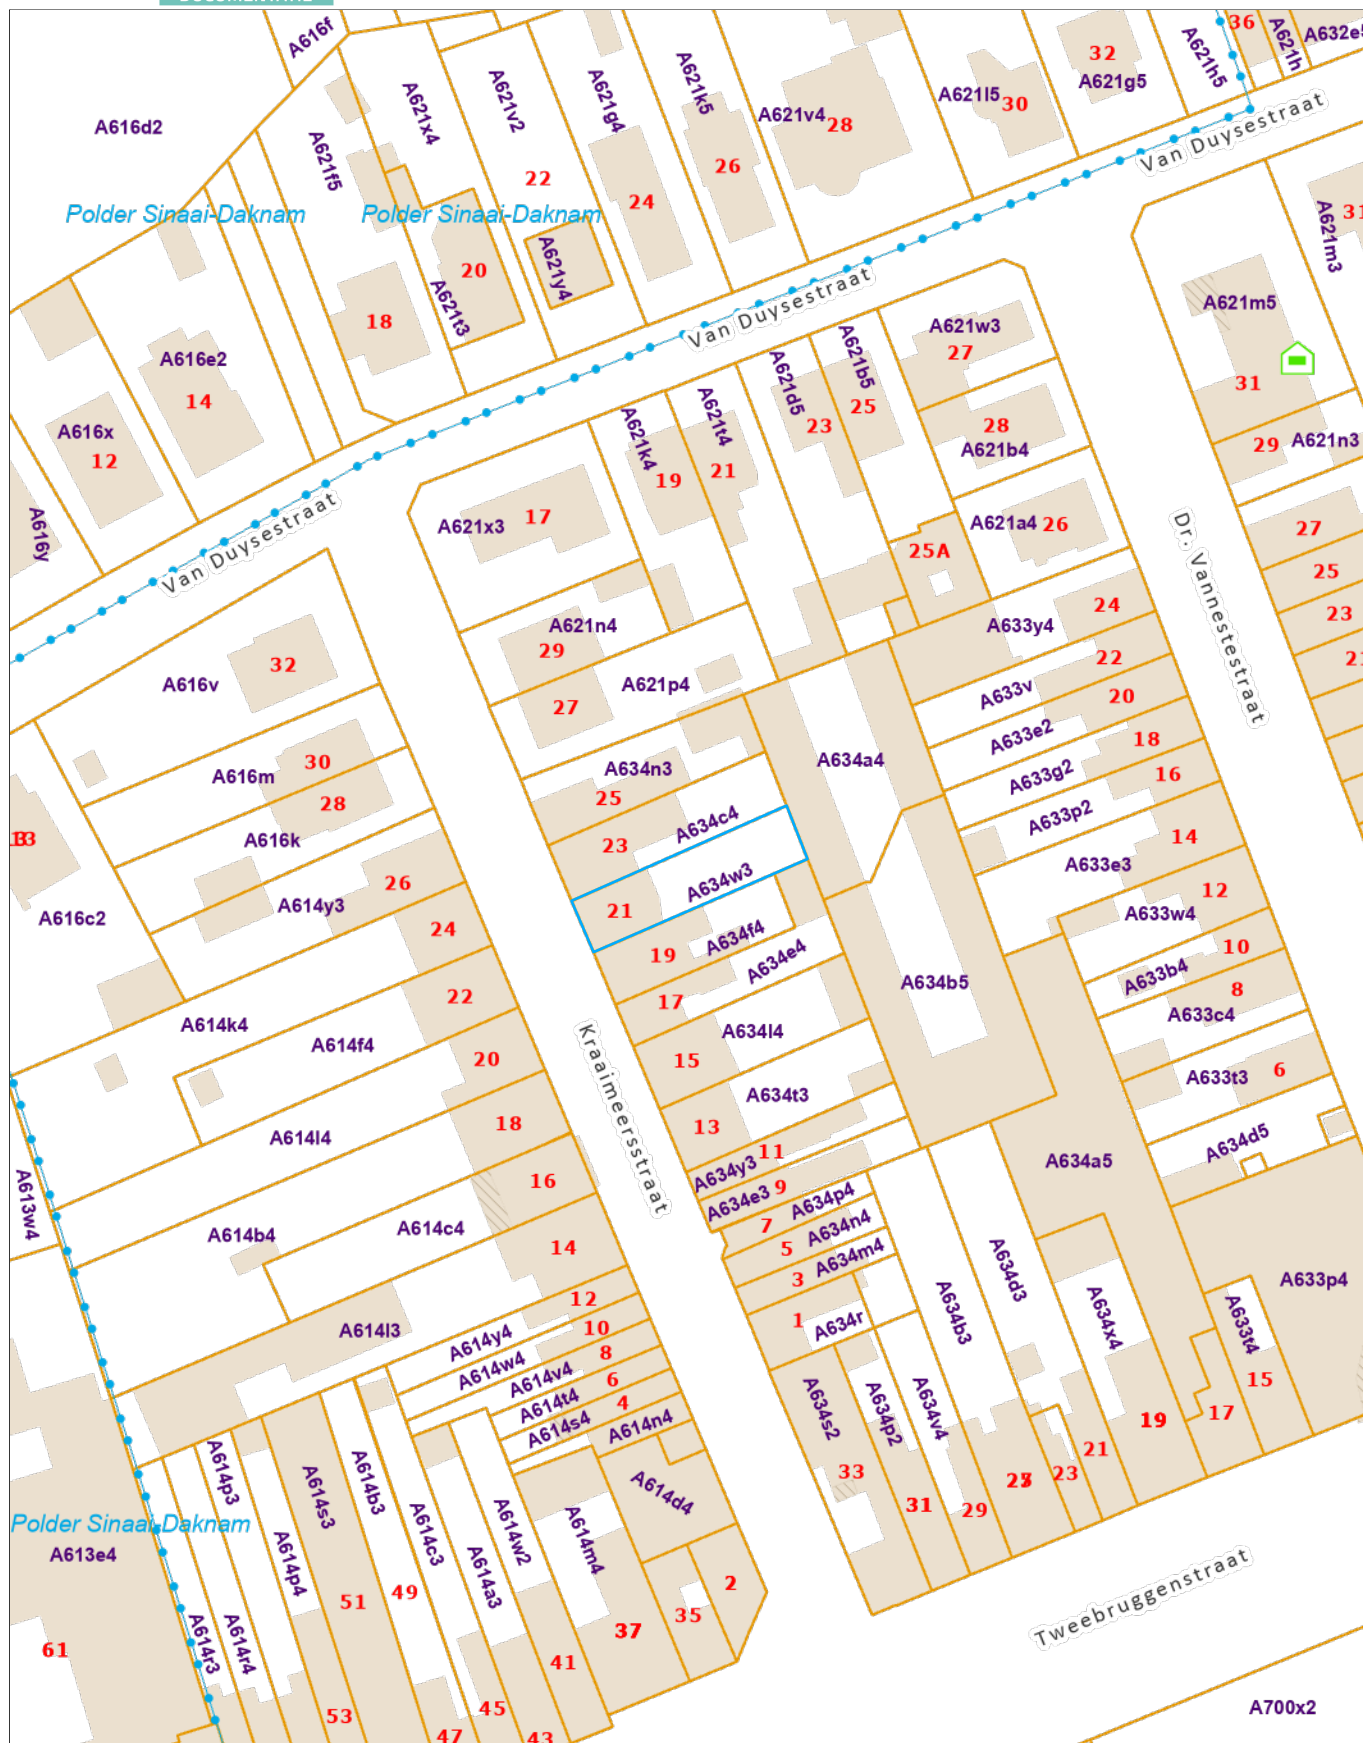 A616f
36
A621h
A632e5
32
A621h5
A621g5
A621k5
A621g4
A621v2
A621x4
A616d2
A621l5
30
A621v4
28
Van Duysestraat
A621f5
26
22
24
Polder Sinaai-Daknam
Polder Sinaai-Daknam
A621m3
31
A621y4
20
A621t3
18
Van Duysestraat
A621m5
A621w3
27
A616e2
14
A621b5
A621d5
31
25
23
28
A621b4
29
A621n3
A621t4
A621k4
21
19
A616x
12
A616y
17
A621x3
A621a4
26
27
25A
25
Van Duysestraat
Dr. Vannestestraat
24
23
A633y4
A621n4
29
22
32
A616v
A621p4
27
A633v
20
A633e2
18
A634a4
A634n3
25
30
A616m
28
A633g2
16
A633p2
14
A634c4
23
A616k
A633e3
A634w3
26
12
A614y3
21
A633w4
A616c2
24
A634f4
19
10
A634e4
A633b4
8
A634b5
22
17
A633c4
A614k4
A634l4
A614f4
15
20
Kraaimeersstraat
A633t3
6
A634t3
18
13
A614l4
A634d5
11
A634y3
A634a5
16
9
A634e3
A634p4
A613w4
7
A634n4
A614c4
A614b4
5
14
A634m4
3
A634d3
A633p4
12
A634b3
1
A634r
A634x4
A633t4
A614l3
10
A614y4
8
A614w4
6
A614v4
15
4
A614t4
A634s2
A634p2
A634v4
17
19
A614s4
A614n4
21
A614p3
A614s3
A614b3
33
23
A614d4
31
29
Polder Sinaai-Daknam
A613e4
A614c3
A614w2
A614m4
A614p4
A614a3
2
Tweebruggenstraat
49
51
35
37
A614r3
A614r4
61
41
45
53
47
43
A700x2